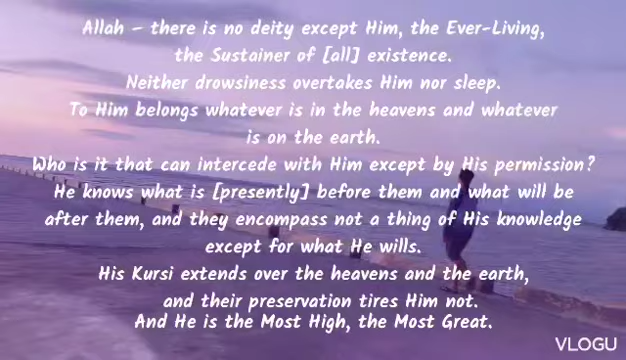 Allah – there is no deity except Him, the Ever-Living,
the Sustainer of [all] existence.
Neither drowsiness overtakes Him nor sleep.
To Him belongs whatever is in the heavens and whatever
is on the earth.
Who is it that can intercede with Him except by His permission?
He knows what is [presently] before them and what will be
after them, and they encompass not a thing of His knowledge
except for what He wills.
His Kursi extends over the heavens and the earth,
and their preservation tires Him not.
And He is the Most High, the Most Great.
VLOGU